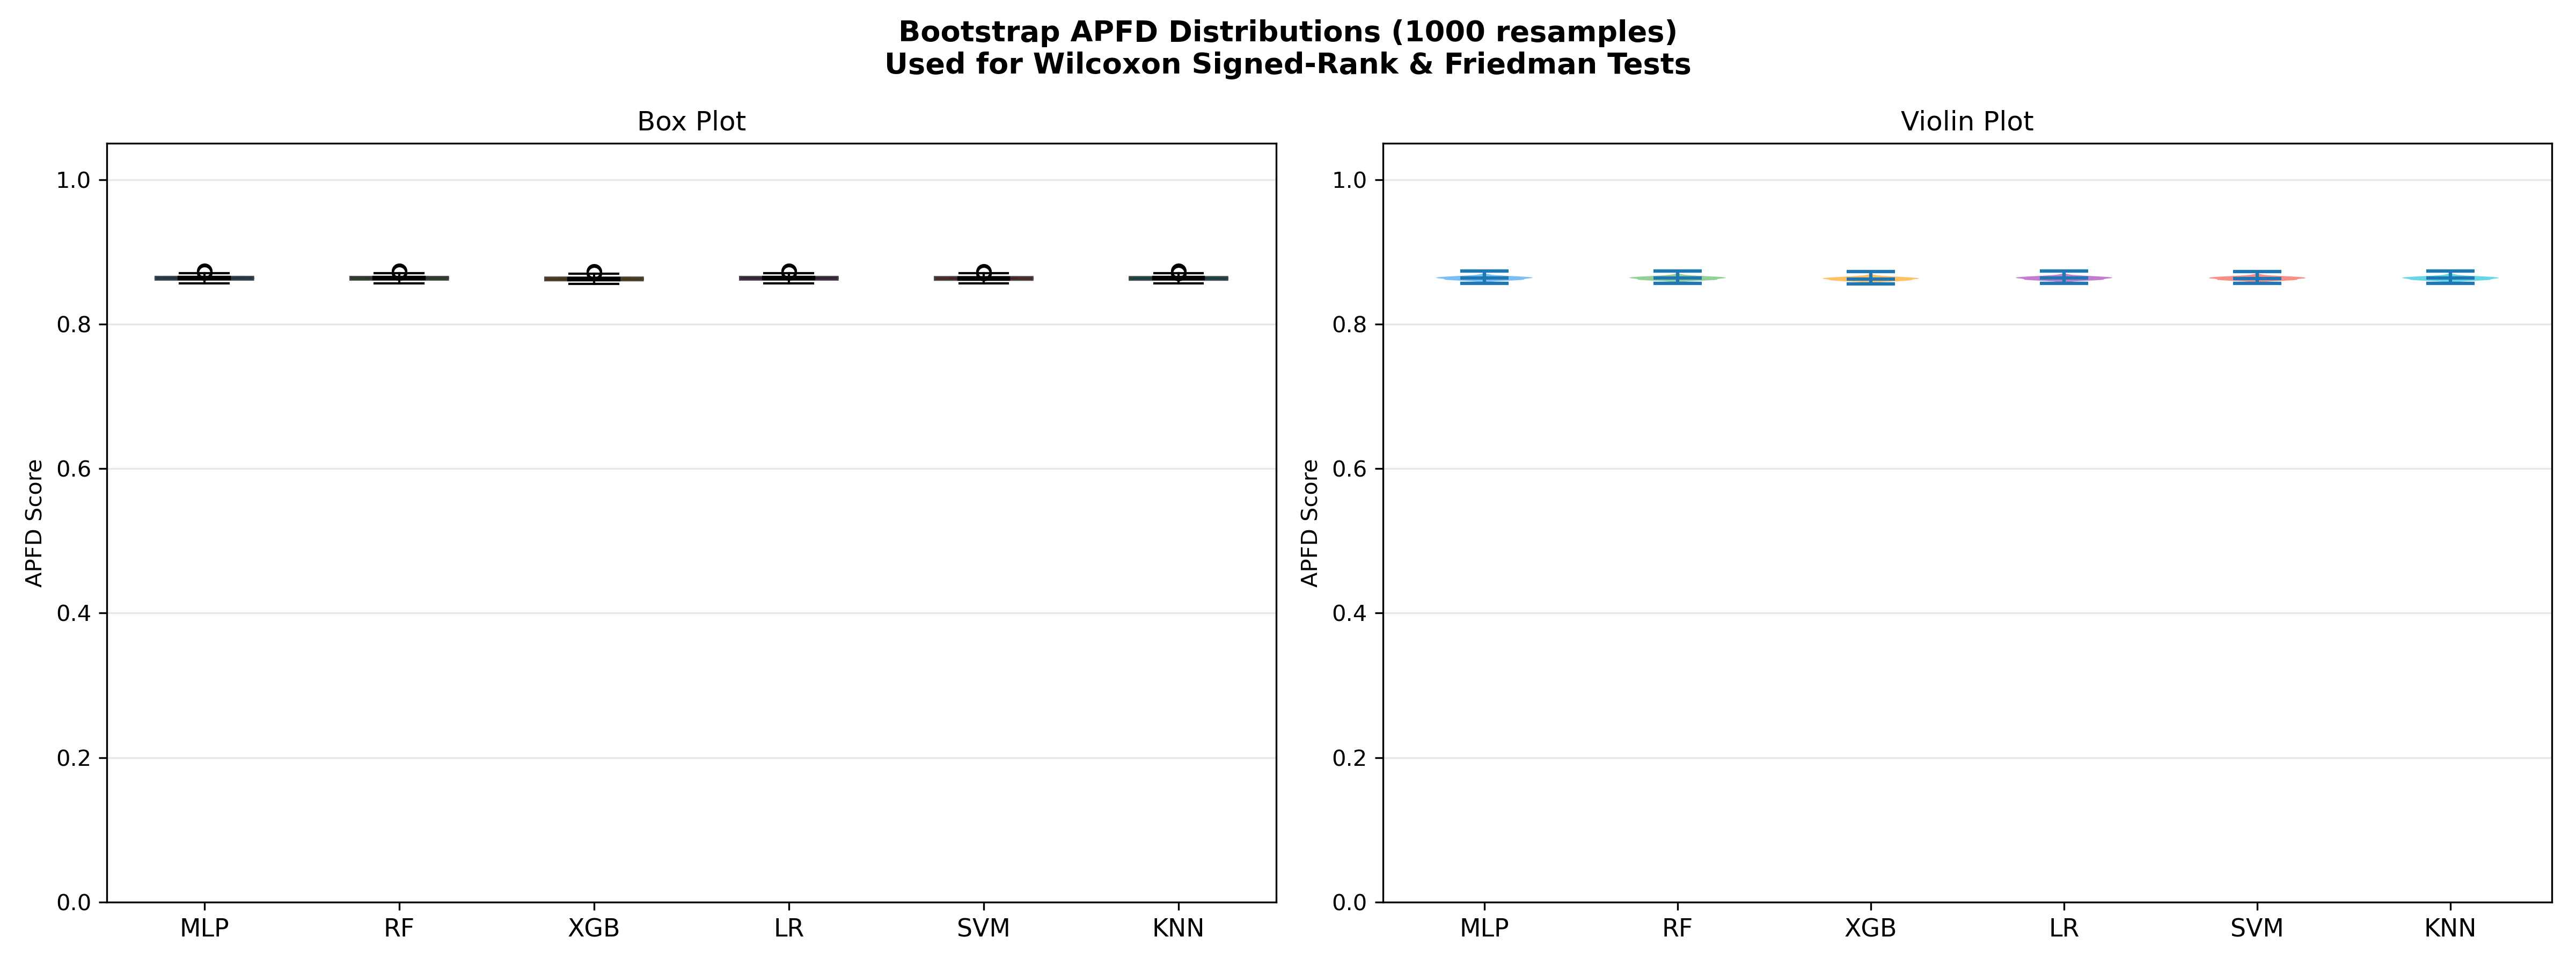 Bootstrap APFD Distributions (1000 resamples)
Used for Wilcoxon Signed-Rank & Friedman Tests
Box Plot
APFD Score
1.0
0.8
0.6
0.4
0.2
0.0
MLP RF XGB LR SVM KNN
Violin Plot
APFD Score
1.0
0.8
0.6
0.4
0.2
0.0
MLP RF XGB LR SVM KNN